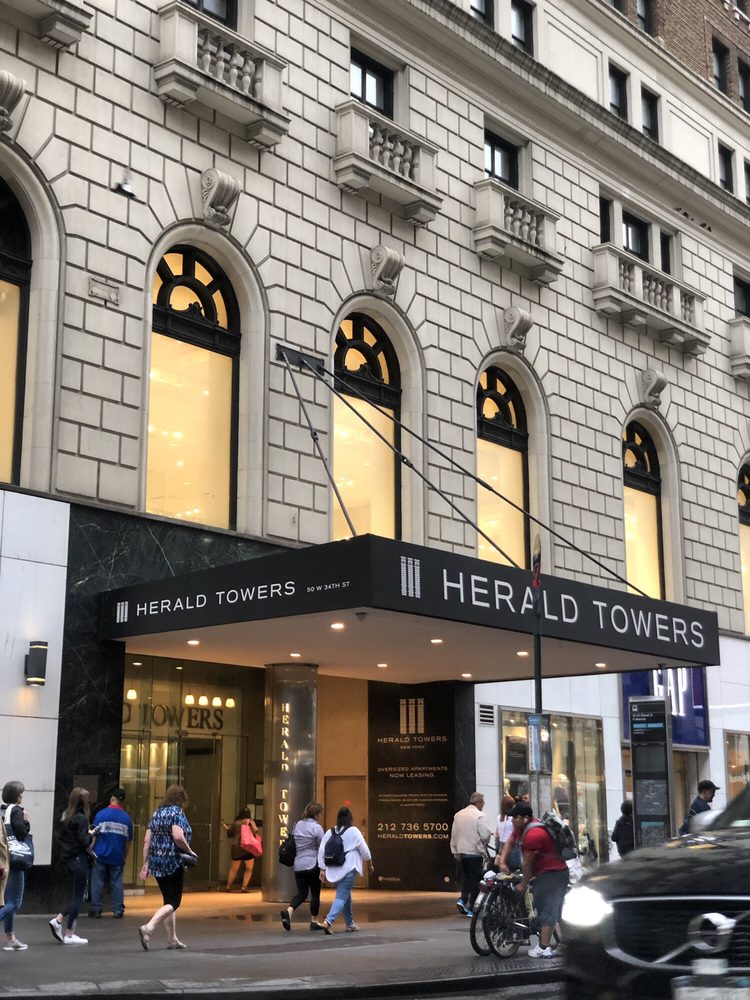 HERALD TOWERS 50 W 34TH ST
HERALD TOWERS
D TOWERS
HERALD TOWE
HERALD TOWERS
NEW YORK
OVERSIZED APARTMENTS
NOW LEASING
212 736 5700
HERALDTOWERS.COM
GAP